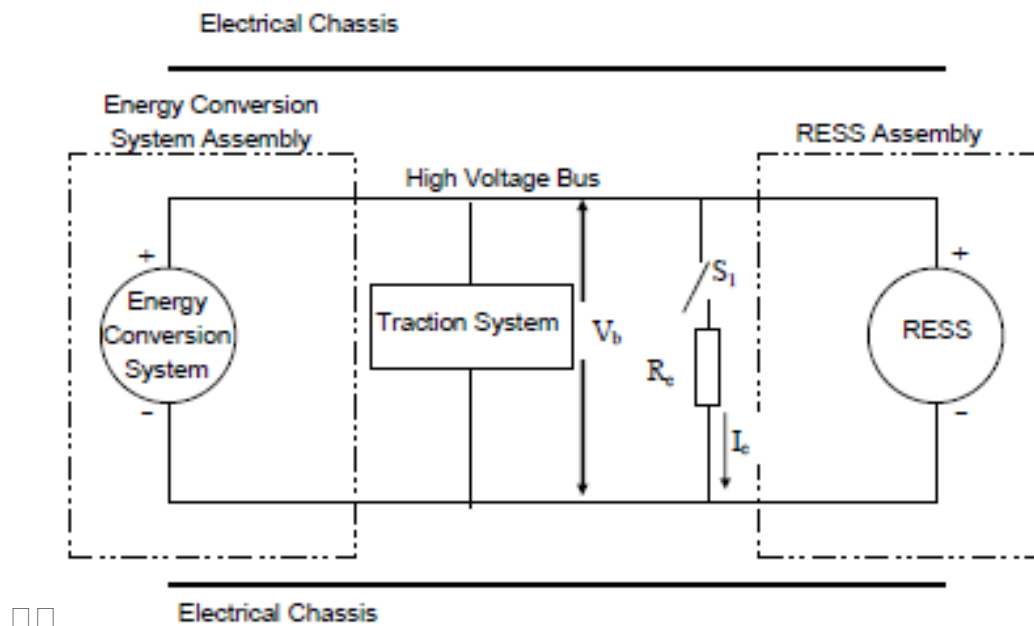 Electrical Chassis
Energy Conversion
System Assembly
RESS Assembly
High Voltage Bus
+
+
S1
Energy
Conversion
System
Traction System
Vb
Re
RESS
-
-
Ie
Electrical Chassis